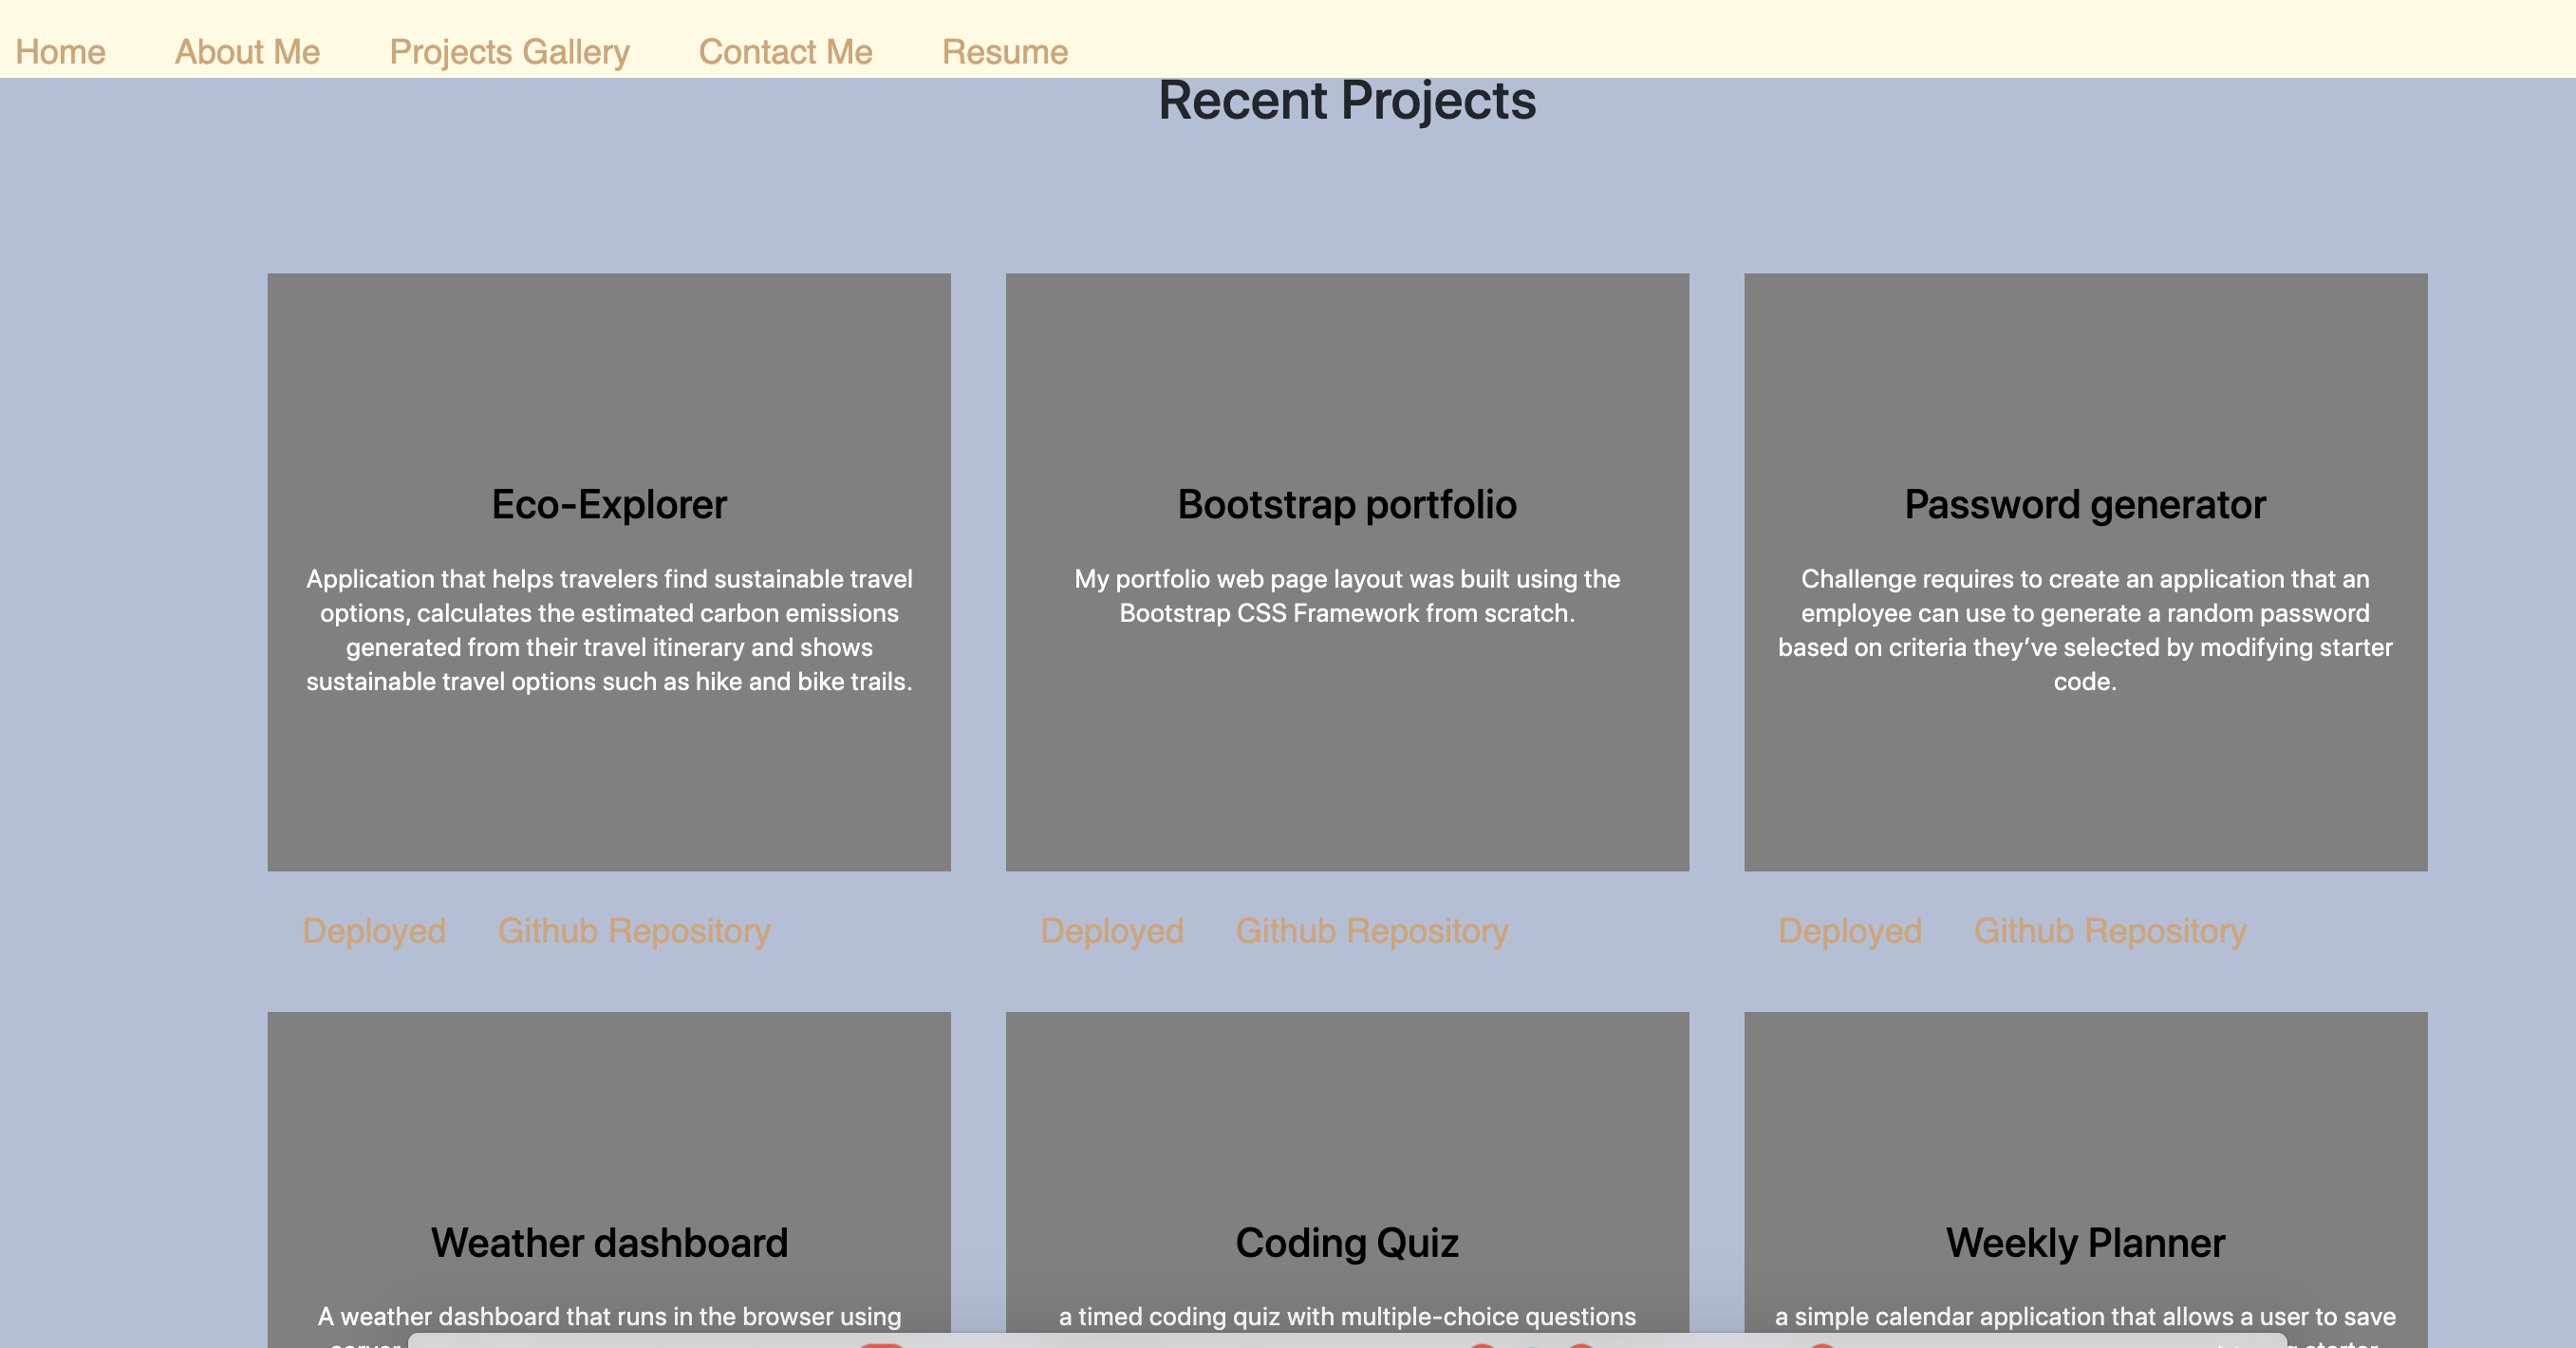 Home About Me Projects Gallery Contact Me Resume
Recent Projects
Eco-Explorer
Application that helps travelers find sustainable travel
options, calculates the estimated carbon emissions
generated from their travel itinerary and shows
sustainable travel options such as hike and bike trails.
Deployed Github Repository
Bootstrap portfolio
My portfolio web page layout was built using the
Bootstrap CSS Framework from scratch.
Deployed Github Repository
Password generator
Challenge requires to create an application that an
employee can use to generate a random password
based on criteria they’ve selected by modifying starter
code.
Deployed Github Repository
Weather dashboard
A weather dashboard that runs in the browser using
Coding Quiz
a timed coding quiz with multiple-choice questions
Weekly Planner
a simple calendar application that allows a user to save